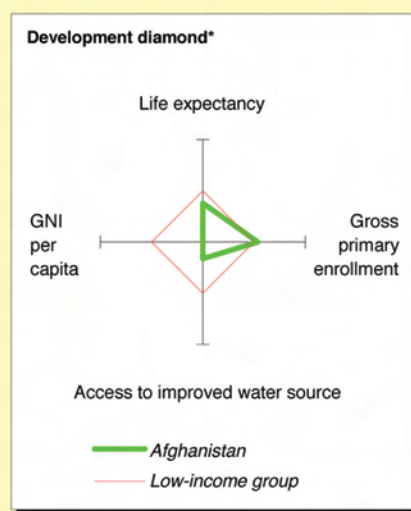 Development diamond*
Life expectancy
GNI
per
capita
Gross
primary
enrollment
Access to improved water source
Afghanistan
Low-income group